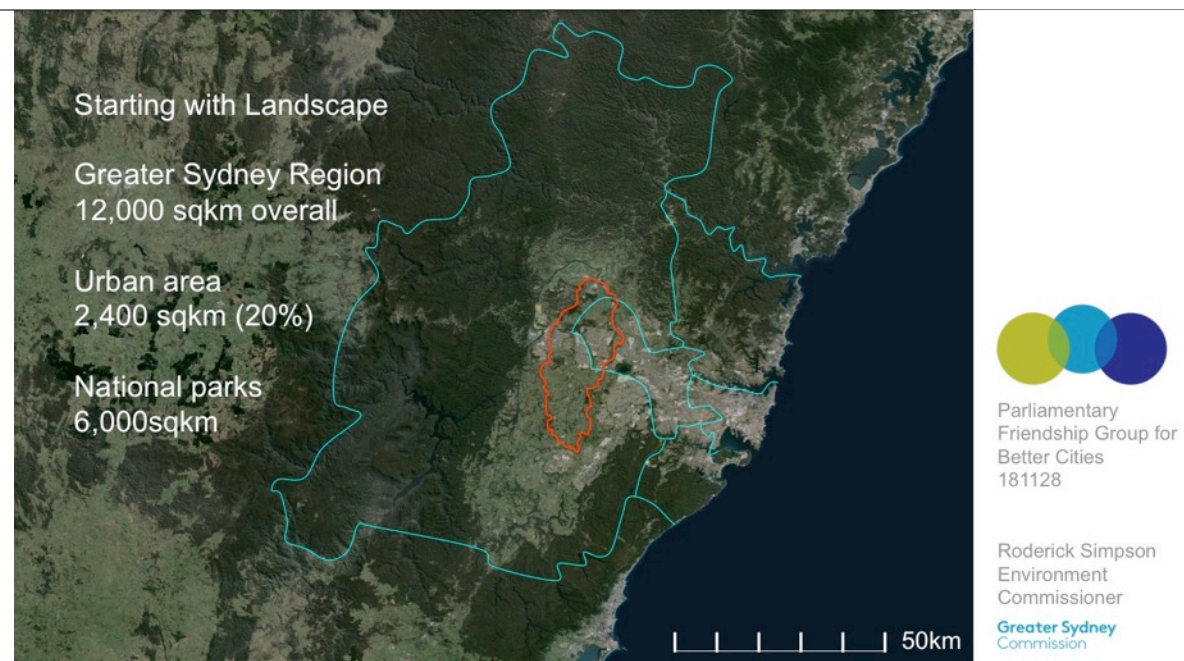 Starting with Landscape
Greater Sydney Region
12,000 sqkm overall
Urban area
2,400 sqkm (20%)
National parks
6,000sqkm
50km
Parliamentary
Friendship Group for
Better Cities
181128
Roderick Simpson
Environment
Commissioner
Greater Sydney
Commission